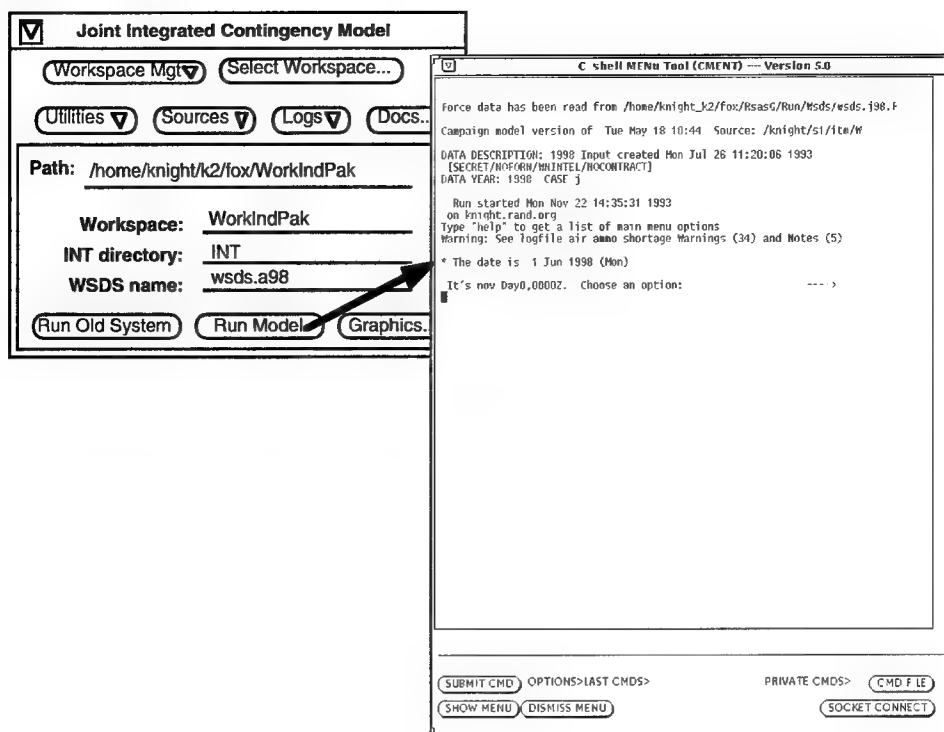 Joint Integrated Contingency Model
Workspace Mgt Select Workspace...
Utilities Sources Logs Docs..
Path: /home/knight/k2/fox/WorkIndPak
Workspace: WorkIndPak
INT directory: INT
WSDS name: wsds.a98
Run Old System Run Model Graphics..
C shell MENu Tool (CMENT) --- Version 5.0
Force data has been read from /home/knight_k2/fox/RsasG/Run/Wsds/wsds.j98.F
Campaign model version of Tue May 18 10:44 Source: /knight/s1/itm/W
DATA DESCRIPTION: 1998 Input created Mon Jul 26 11:20:06 1993
[SECRET/NOFORN/WNINTEL/NOCONTRACT]
DATA YEAR: 1998 CASE j
Run started Mon Nov 22 14:35:31 1993
on knight.rand.org
Type "help" to get a list of main menu options
Warning: See logfile air ammo shortage Warnings (34) and Notes (5)
* The date is 1 Jun 1998 (Mon)
It's nov Day0,0000Z. Choose an option: ---->
SUBMIT CMD OPTIONS>LAST CMDS> PRIVATE CMDS> CMD FILE
SHOW MENU DISMISS MENU SOCKET CONNECT